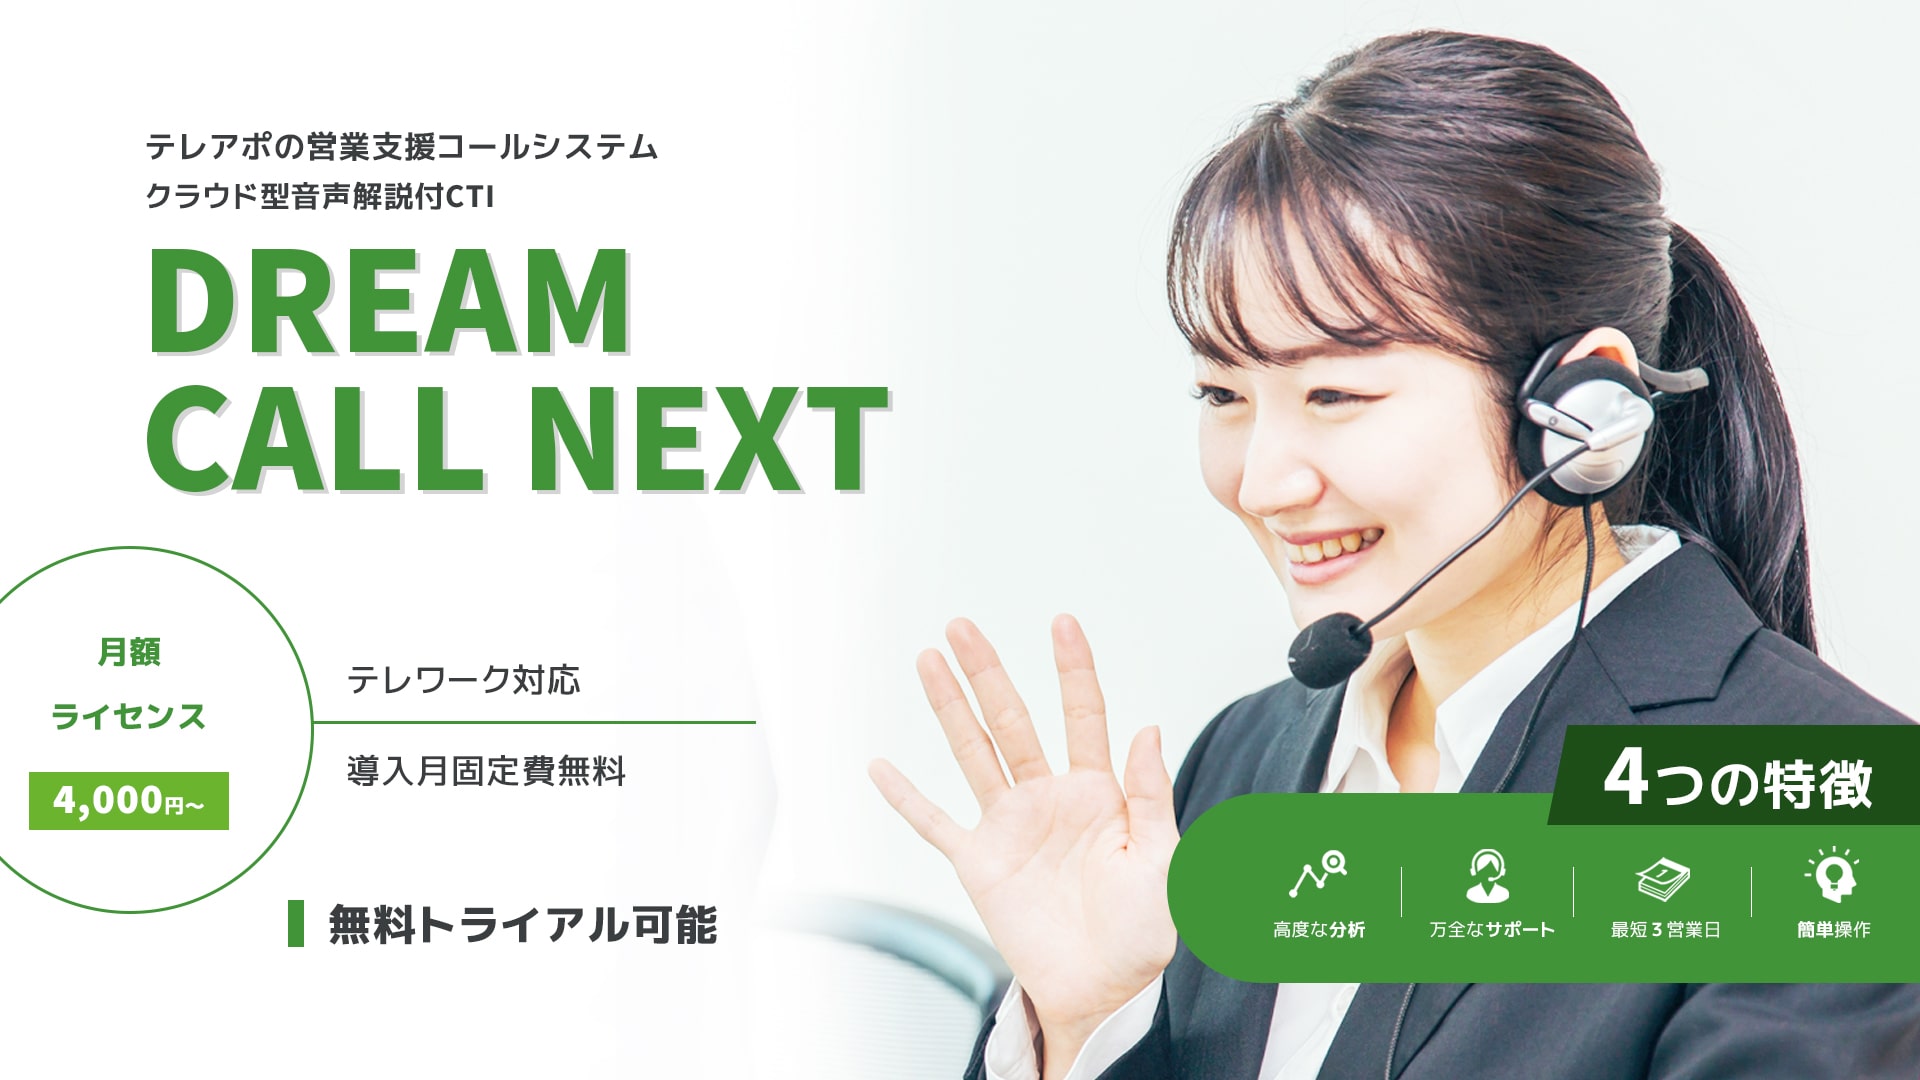 テレアポの営業支援コールシステム
クラウド型音声解説付CTI
DREAM
CALL NEXT
月額
ライセンス
4,000円~
テレワーク対応
導入月固定費無料
無料トライアル可能
4つの特徴
高度な分析
万全なサポート
最短3営業日
簡単操作